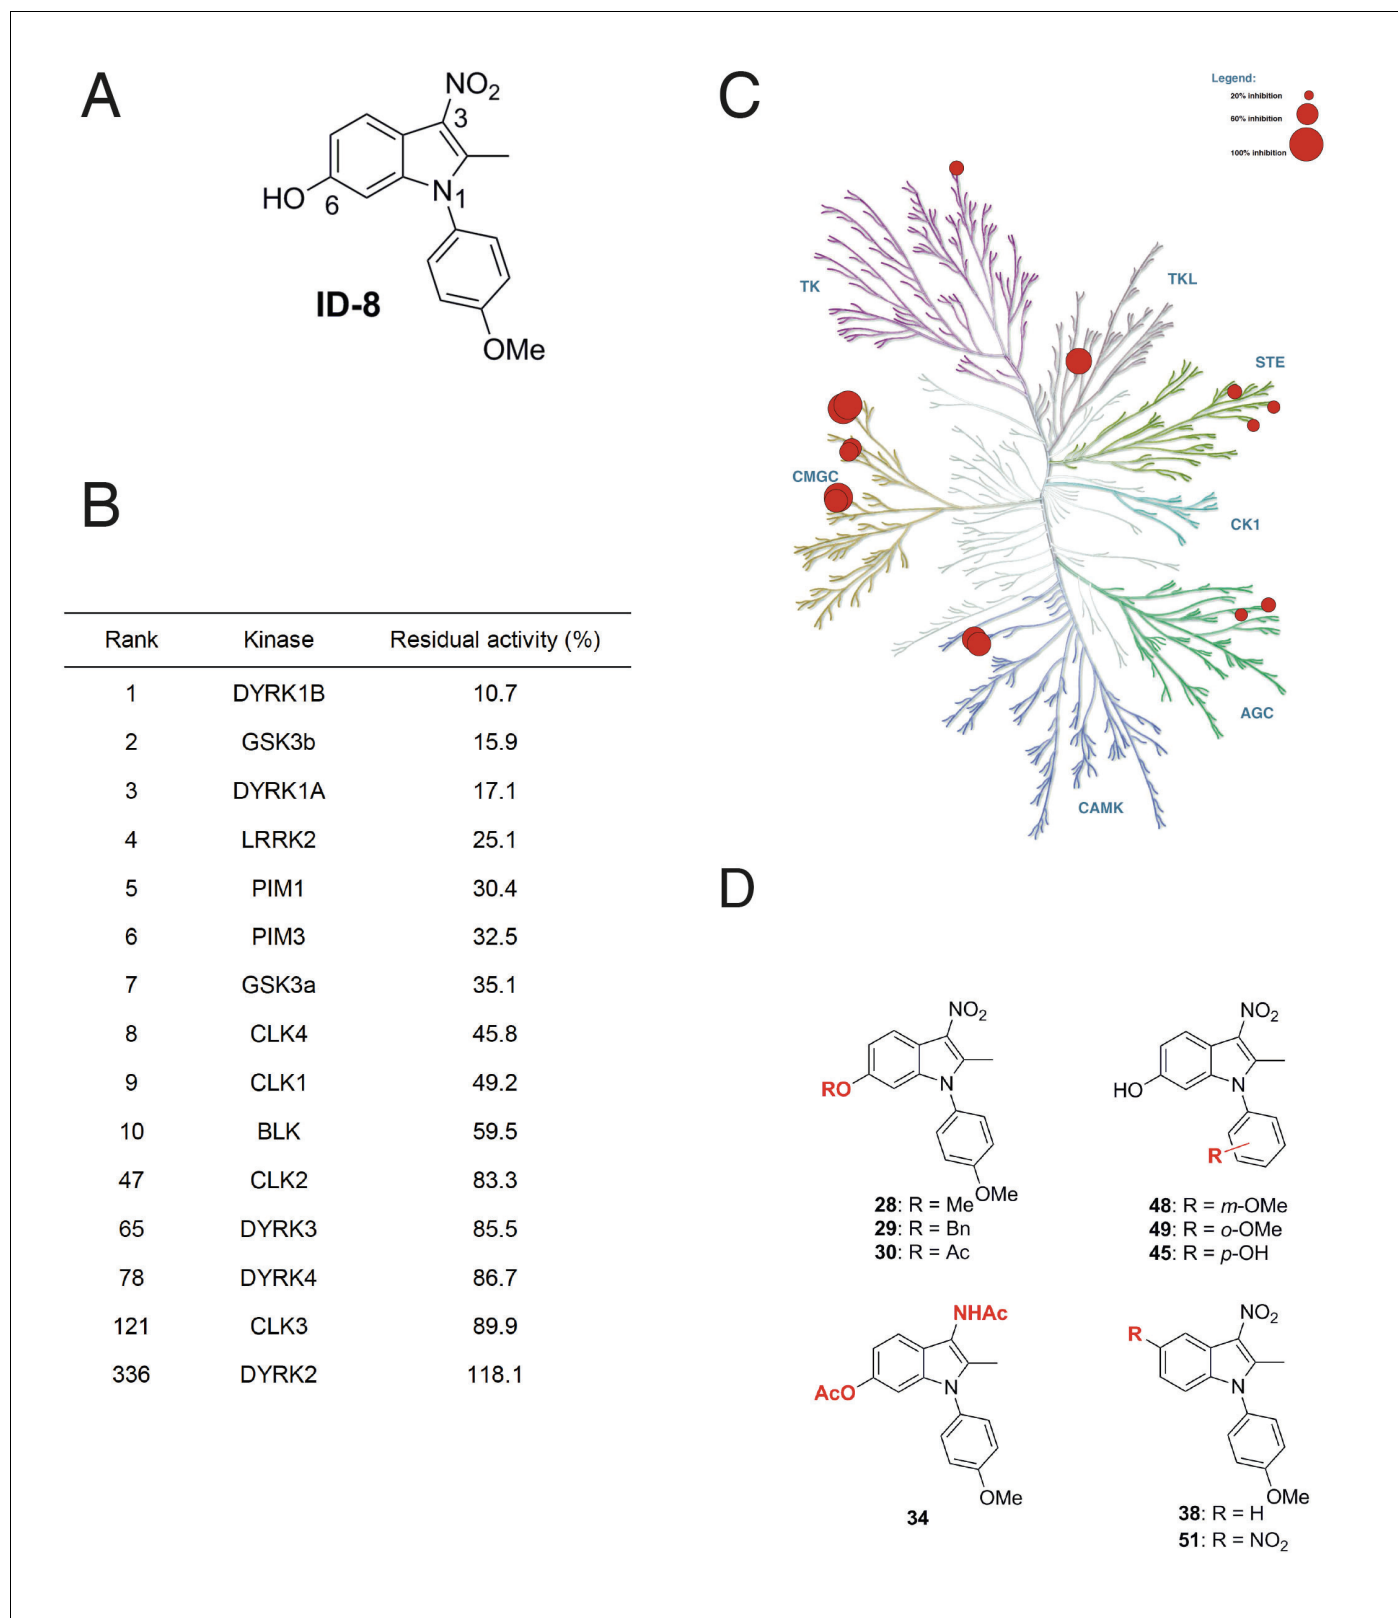 A
NO2
3
HO
6
N
1
ID-8
OMe
B
Rank Kinase Residual activity (%)
1 DYRK1B 10.7
2 GSK3b 15.9
3 DYRK1A 17.1
4 LRRK2 25.1
5 PIM1 30.4
6 PIM3 32.5
7 GSK3a 35.1
8 CLK4 45.8
9 CLK1 49.2
10 BLK 59.5
47 CLK2 83.3
65 DYRK3 85.5
78 DYRK4 86.7
121 CLK3 89.9
336 DYRK2 118.1
C
Legend:
20% inhibition
60% inhibition
100% inhibition
TK
TKL
STE
CMGC
CK1
AGC
CAMK
D
NO2
RO
N
OMe
28: R = Me
29: R = Bn
30: R = Ac
NO2
HO
N
R
48: R = m-OMe
49: R = o-OMe
45: R = p-OH
NHAc
AcO
N
OMe
34
NO2
R
N
OMe
38: R = H
51: R = NO2